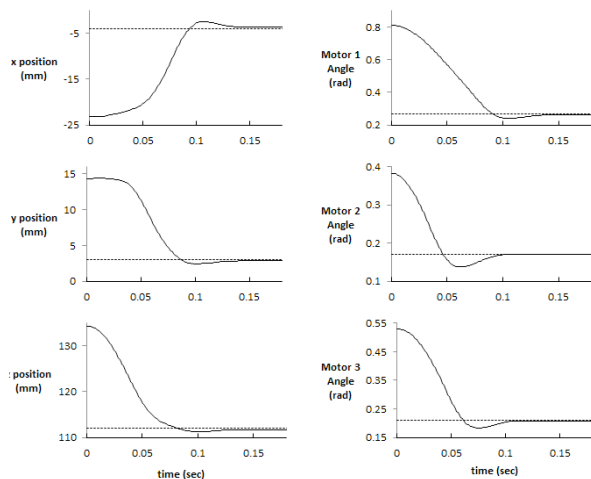 -5
x position
(mm)
-15
-25
0
0.05
0.1
0.15
0.8
Motor 1
Angle
(rad)
0.6
0.4
0.2
0
0.05
0.1
0.15
15
10
y position
(mm)
5
0
0
0.05
0.1
0.15
0.4
0.3
Motor 2
Angle
(rad)
0.2
0.1
0
0.05
0.1
0.15
130
position
(mm)
120
110
0
0.05
0.1
0.15
time (sec)
0.55
0.45
Motor 3
Angle
(rad)
0.35
0.25
0.15
0
0.05
0.1
0.15
time (sec)